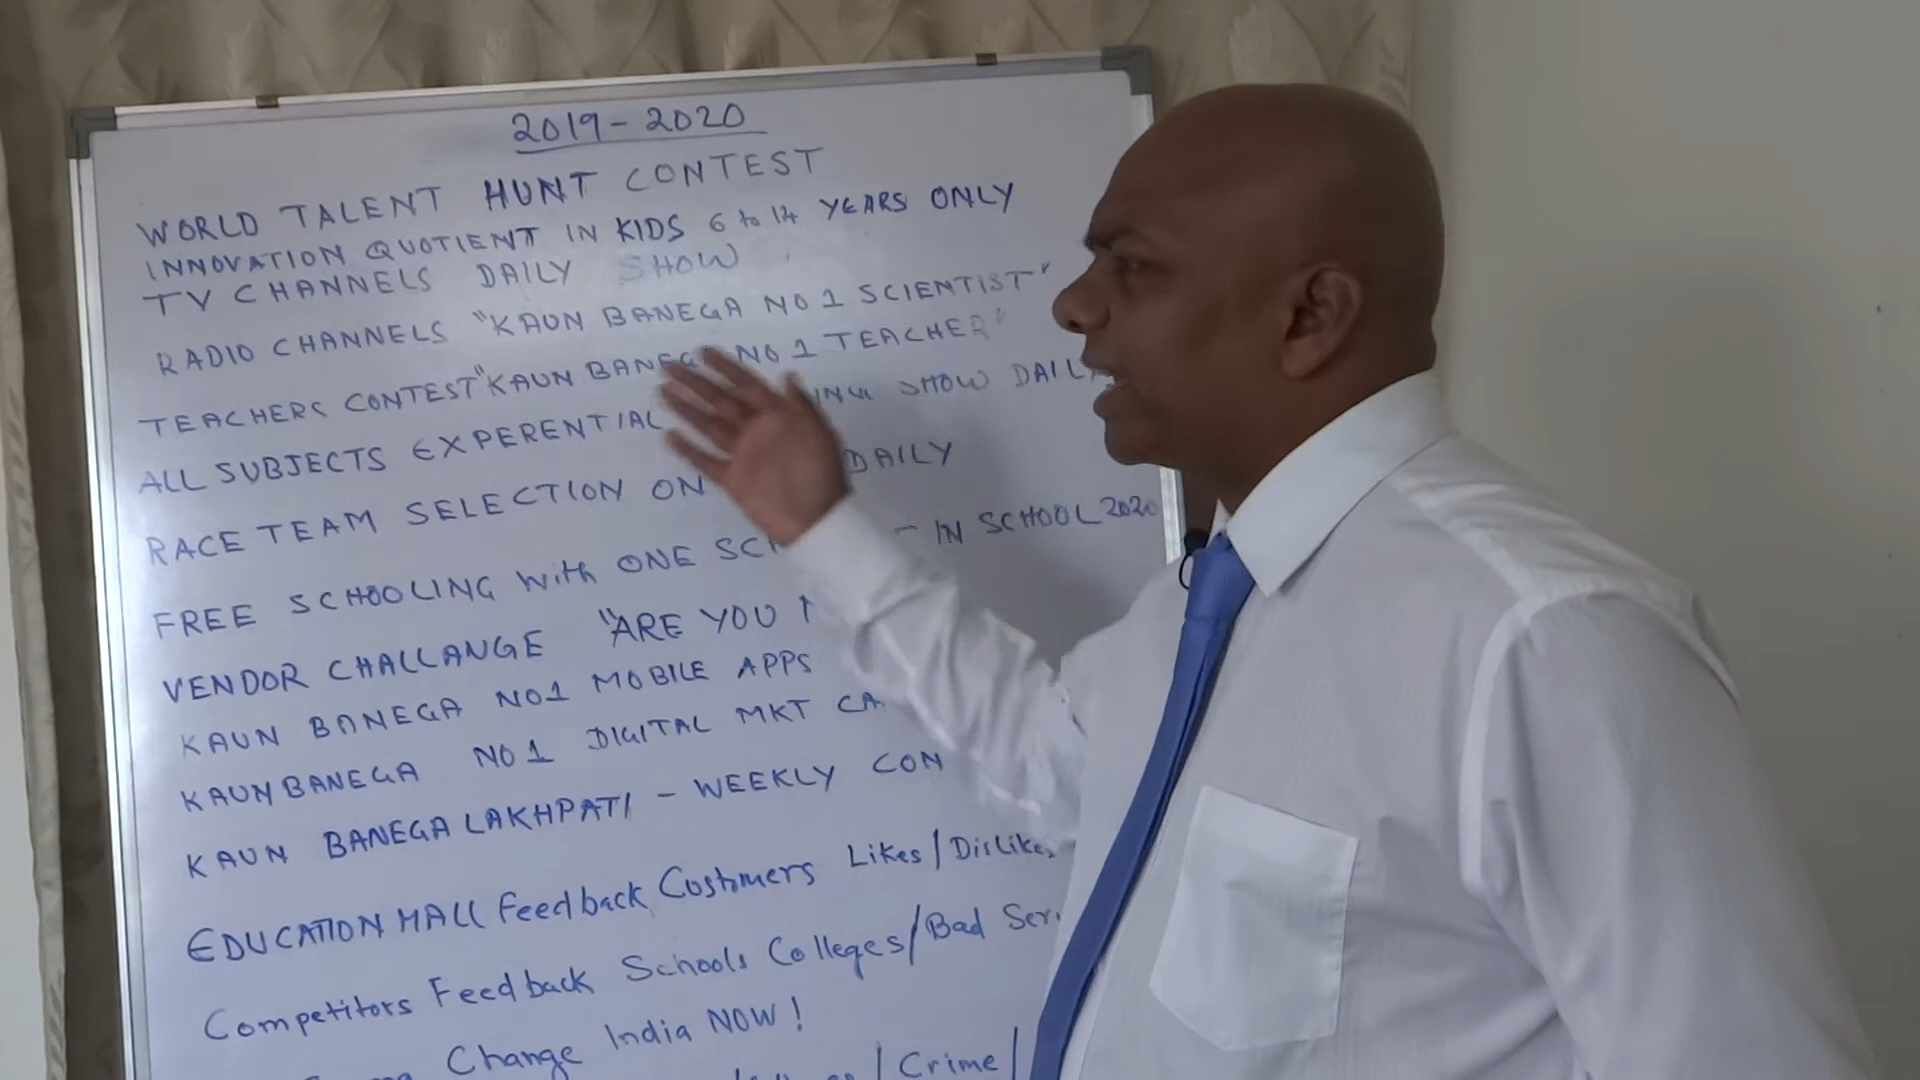 2019-2020
WORLD TALENT HUNT CONTEST
INNOVATION QUOTIENT IN KIDS 6 to 14 YEARS ONLY
TV CHANNELS DAILY SHOW
RADIO CHANNELS "KAUN BANEGA NO 1 SCIENTIST"
TEACHERS CONTEST "KAUN BANEGA NO 1 TEACHER"
ALL SUBJECTS EXPERENTIAL SHOW DAILY
RACE TEAM SELECTION ON DAILY
FREE SCHOOLING with ONE - IN SCHOOL 2020
VENDOR CHALLANGE "ARE YOU
KAUN BANEGA NO1 MOBILE APPS
KAUN BANEGA NO 1 DIGITAL MKT
KAUN BANEGA LAKHPATI - WEEKLY
EDUCATION MALL Feedback Costomers Likes/Dislikes
Competitors Feedback Schools Colleges/Bad
Change India NOW!
/Crime/